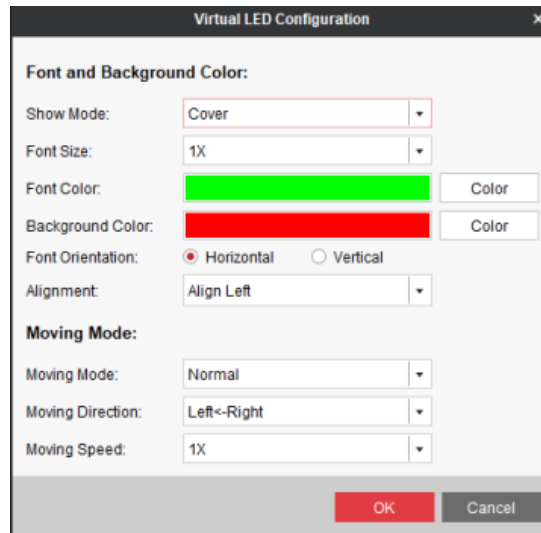 Virtual LED Configuration x
Font and Background Color:
Show Mode: Cover
Font Size: 1X
Font Color: Color
Background Color: Color
Font Orientation: Horizontal Vertical
Alignment: Align Left
Moving Mode:
Moving Mode: Normal
Moving Direction: Left<-Right
Moving Speed: 1X
OK Cancel